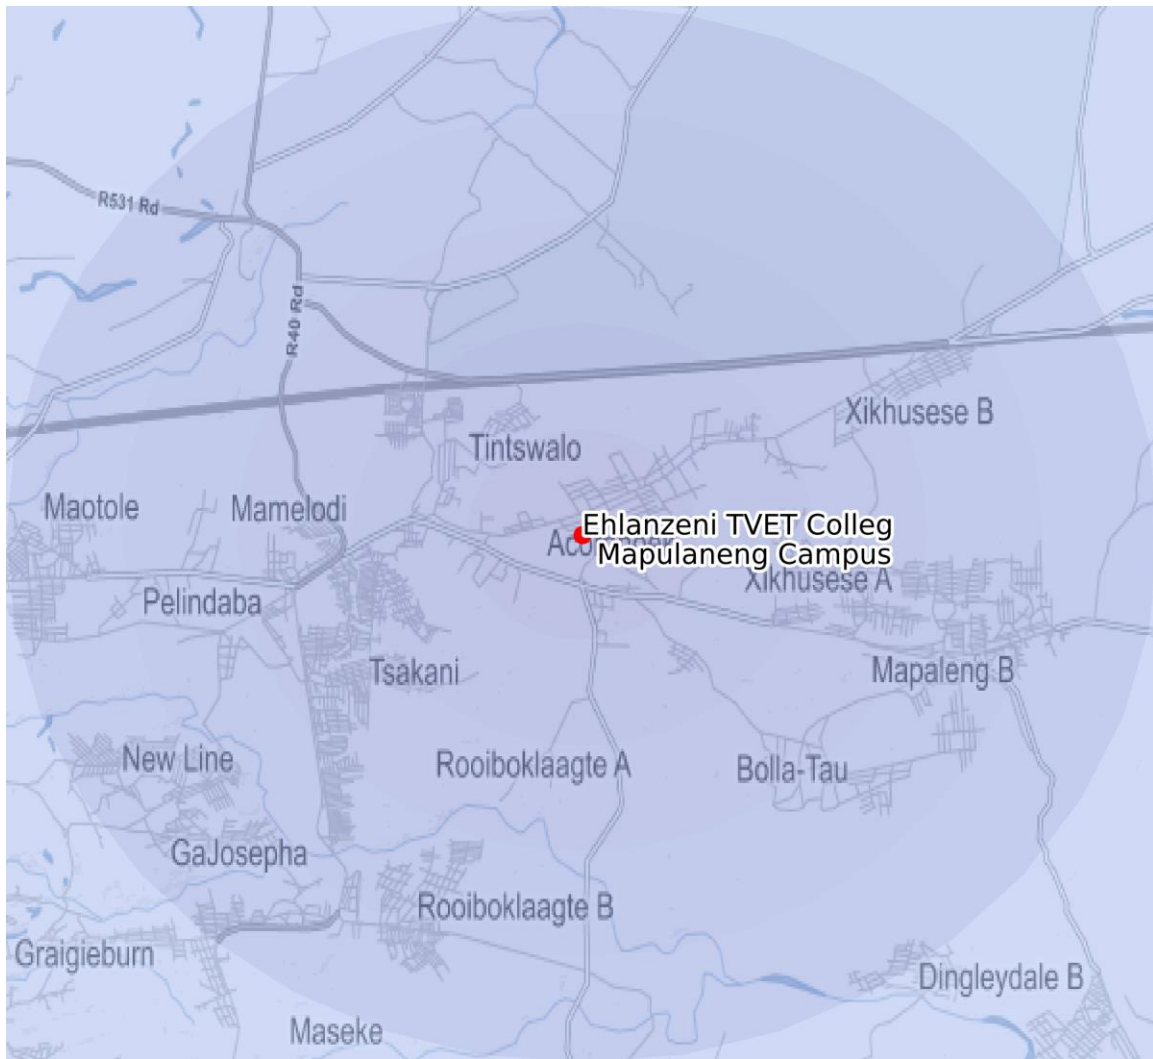 R531 Rd
R40 Rd
Xikhusese B
Tintswalo
Maotole
Mamelodi
Ehlanzeni TVET Colleg
Mapulaneng Campus
Xikhusese A
Pelindaba
Tsakani
Mapaleng B
New Line
Rooiboklaagte A
Bolla-Tau
GaJosepha
Rooiboklaagte B
Graigieburn
Dingleydale B
Maseke